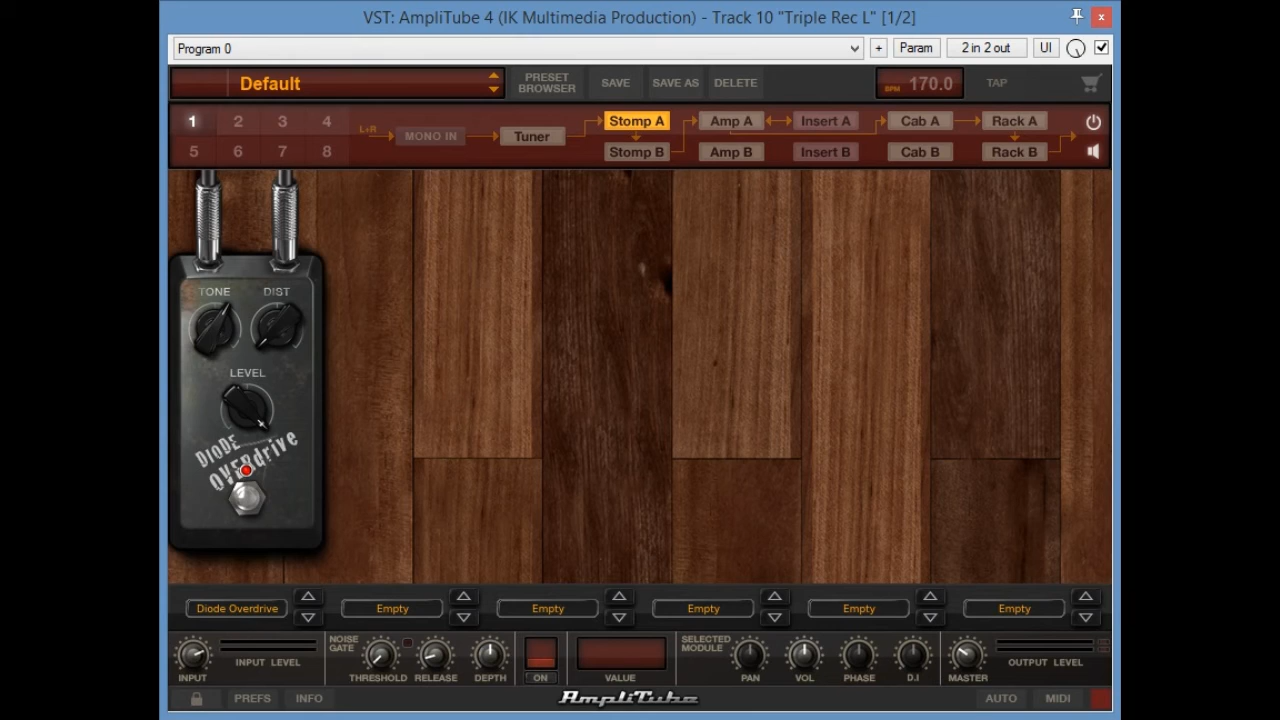 VST: AmpliTube 4 (IK Multimedia Production) - Track 10 "Triple Rec L" [1/2]
x
Program 0
+
Param
2 in 2 out
UI
Default
PRESET BROWSER
SAVE
SAVE AS
DELETE
BPM 170.0
TAP
1 2 3 4
5 6 7 8
L+R
MONO IN
Tuner
Stomp A
Amp A
Insert A
Cab A
Rack A
Stomp B
Amp B
Insert B
Cab B
Rack B
TONE DIST
LEVEL
DIODE
OVERdrive
Diode Overdrive
Empty
Empty
Empty
Empty
Empty
INPUT
INPUT LEVEL
NOISE
GATE
THRESHOLD
RELEASE
DEPTH
ON
VALUE
SELECTED
MODULE
PAN
VOL
PHASE
D.I
MASTER
OUTPUT LEVEL
PREFS
INFO
AmpliTube
AUTO
MIDI